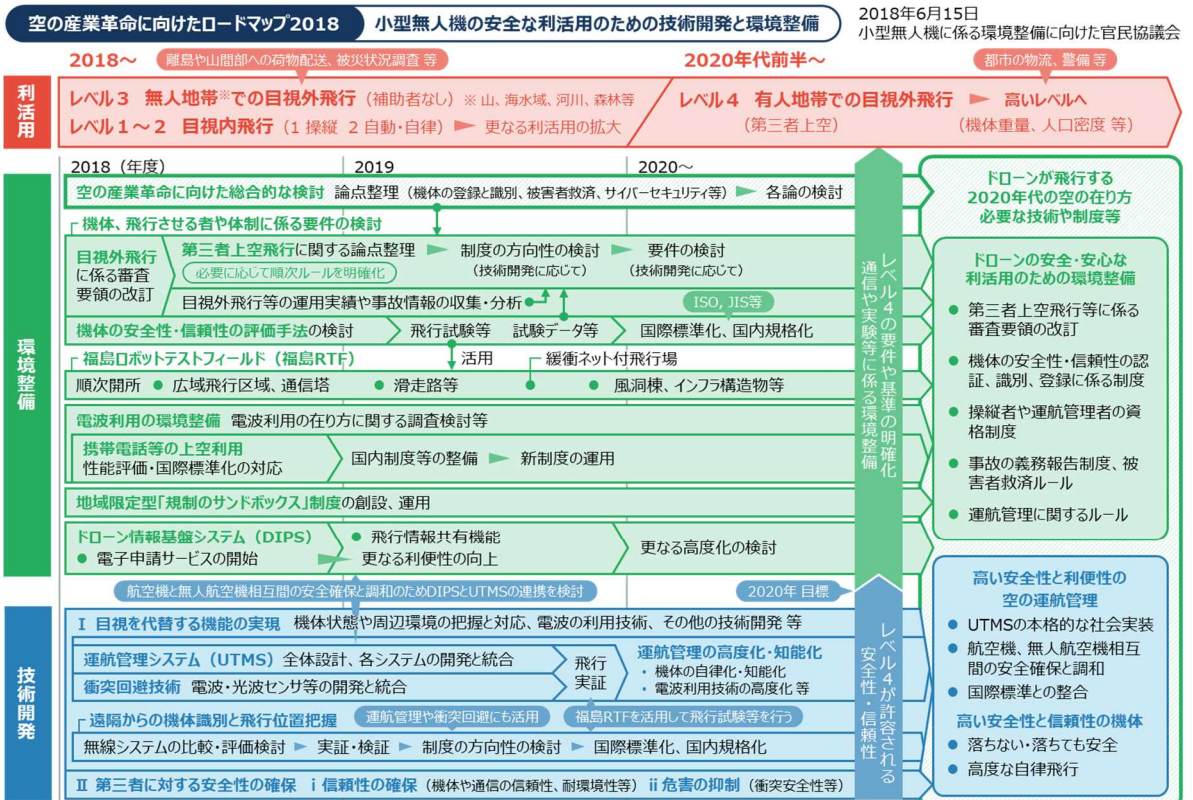 空の産業革命に向けたロードマップ2018
小型無人機の安全な利活用のための技術開発と環境整備
2018年6月15日
小型無人機に係る環境整備に向けた官民協議会
2018～
離島や山間部への荷物配送、被災状況調査 等
2020年代前半～
都市の物流、警備 等
利活用
レベル3 無人地帯※での目視外飛行（補助者なし）※ 山、海水域、河川、森林等
レベル1～2 目視内飛行（1 操縦 2 自動・自律）▶ 更なる利活用の拡大
レベル4 有人地帯での目視外飛行 ▶ 高いレベルへ
（第三者上空）
（機体重量、人口密度 等）
環境整備
2018（年度）
2019
2020～
空の産業革命に向けた総合的な検討 論点整理（機体の登録と識別、被害者救済、サイバーセキュリティ等）▶ 各論の検討
機体、飛行させる者や体制に係る要件の検討
目視外飛行
に係る審査
要領の改訂
第三者上空飛行に関する論点整理 ▶ 制度の方向性の検討 ▶ 要件の検討
必要に応じて順次ルールを明確化
（技術開発に応じて）
（技術開発に応じて）
目視外飛行等の運用実績や事故情報の収集・分析
ISO, JIS等
機体の安全性・信頼性の評価手法の検討
飛行試験等 試験データ等
国際標準化、国内規格化
福島ロボットテストフィールド（福島RTF）
活用
緩衝ネット付飛行場
順次開所 ● 広域飛行区域、通信塔
● 滑走路等
● 風洞棟、インフラ構造物等
電波利用の環境整備 電波利用の在り方に関する調査検討等
携帯電話等の上空利用
性能評価・国際標準化の対応
国内制度等の整備 ▶ 新制度の運用
地域限定型「規制のサンドボックス」制度の創設、運用
ドローン情報基盤システム（DIPS）
● 電子申請サービスの開始
● 飛行情報共有機能
更なる利便性の向上
更なる高度化の検討
レベル4の要件や基準の明確化
通信や実験等に係る環境整備
ドローンが飛行する
2020年代の空の在り方
必要な技術や制度等
ドローンの安全・安心な
利活用のための環境整備
● 第三者上空飛行等に係る
審査要領の改訂
● 機体の安全性・信頼性の認
証、識別、登録に係る制度
● 操縦者や運航管理者の資
格制度
● 事故の義務報告制度、被
害者救済ルール
● 運航管理に関するルール
航空機と無人航空機相互間の安全確保と調和のためDIPSとUTMSの連携を検討
2020年 目標
技術開発
Ⅰ 目視を代替する機能の実現 機体状態や周辺環境の把握と対応、電波の利用技術、その他の技術開発 等
運航管理システム（UTMS）全体設計、各システムの開発と統合
衝突回避技術 電波・光波センサ等の開発と統合
飛行
実証
運航管理の高度化・知能化
・ 機体の自律化・知能化
・ 電波利用技術の高度化 等
遠隔からの機体識別と飛行位置把握
運航管理や衝突回避にも活用
福島RTFを活用して飛行試験等を行う
無線システムの比較・評価検討 ▶ 実証・検証 ▶ 制度の方向性の検討 ▶ 国際標準化、国内規格化
Ⅱ 第三者に対する安全性の確保 ⅰ 信頼性の確保（機体や通信の信頼性、耐環境性等）ⅱ 危害の抑制（衝突安全性等）
レベル4が許容される
安全性・信頼性
高い安全性と利便性の
空の運航管理
● UTMSの本格的な社会実装
● 航空機、無人航空機相互
間の安全確保と調和
● 国際標準との整合
高い安全性と信頼性の機体
● 落ちない・落ちても安全
● 高度な自律飛行